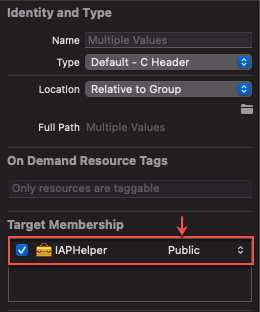 Identity and Type
Name Multiple Values
Type Default - C Header
Location Relative to Group
Full Path Multiple Values
On Demand Resource Tags
Only resources are taggable
Target Membership
IAPHelper Public